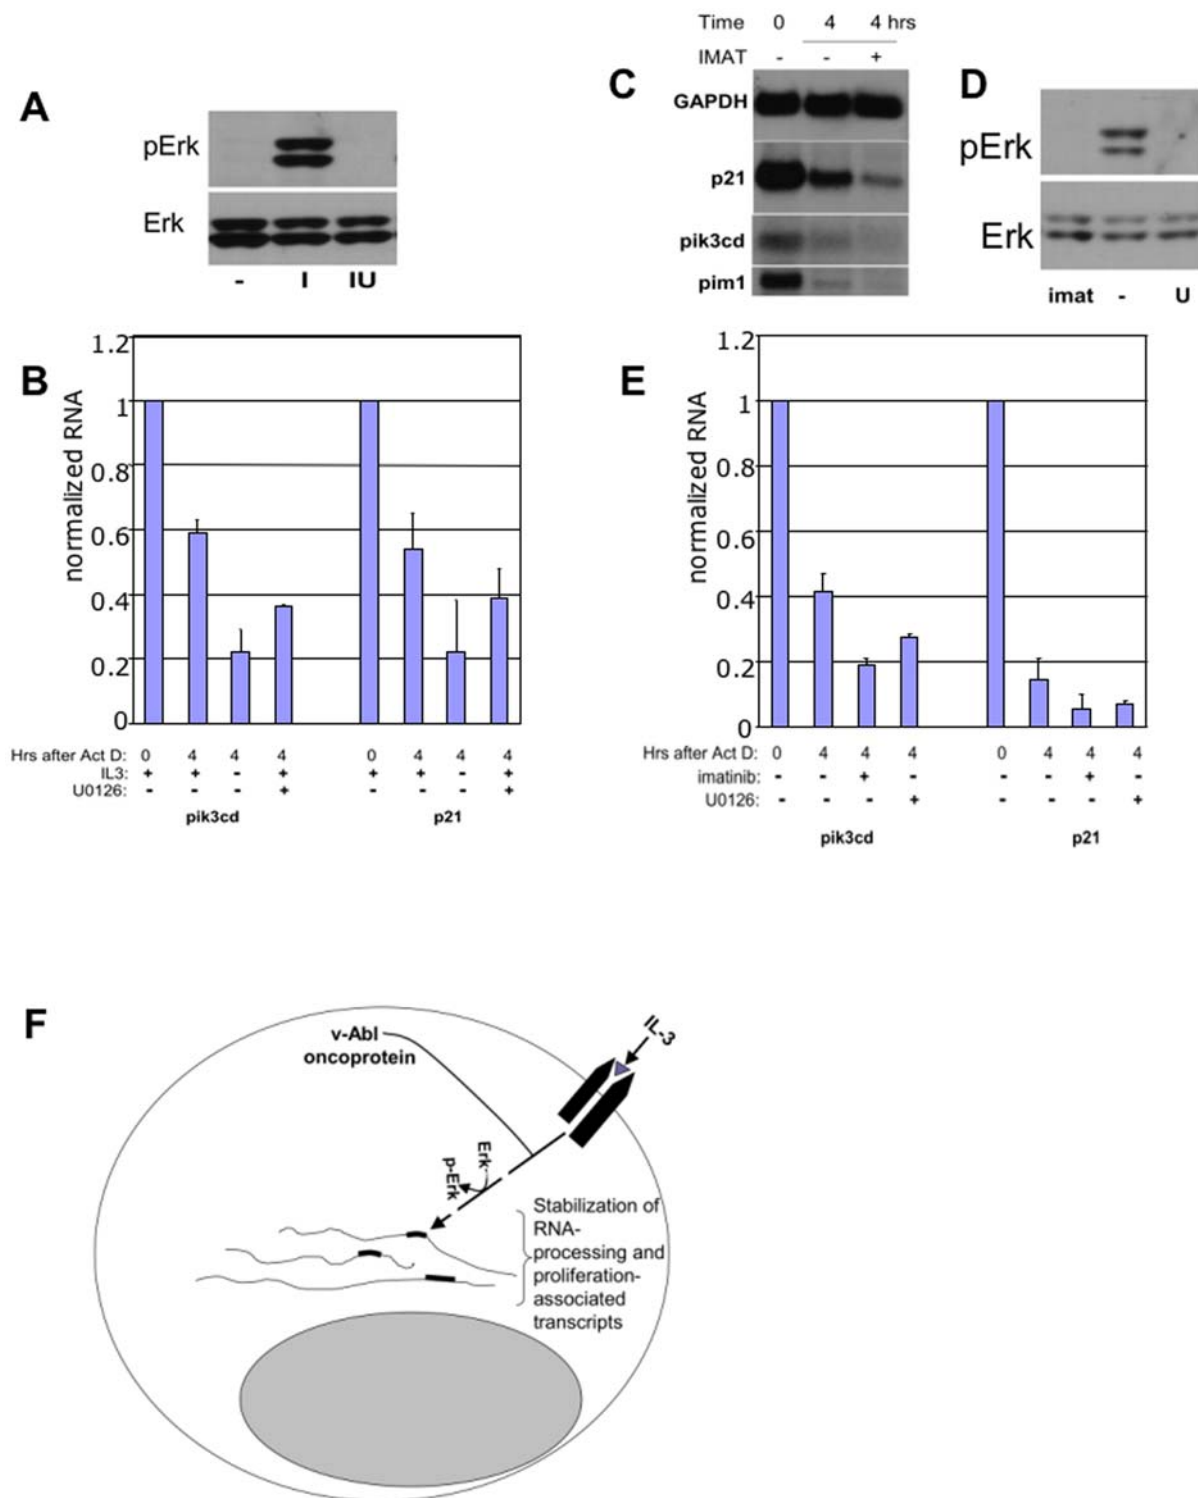 A
pErk
Erk
- I IU
B
normalized RNA
1.2
1
0.8
0.6
0.4
0.2
0
Hrs after Act D: 0 4 4 4 0 4 4 4
IL3: + + - + + + - +
U0126: - - - + - - - +
pik3cd p21
C
Time 0 4 4 hrs
IMAT - - +
GAPDH
p21
pik3cd
pim1
D
pErk
Erk
imat - U
E
normalized RNA
1.2
1
0.8
0.6
0.4
0.2
0
Hrs after Act D: 0 4 4 4 0 4 4 4
imatinib: - - + - - - + -
U0126: - - - + - - - +
pik3cd p21
F
v-Abl
oncoprotein
IL-3
Erk
p-Erk
Stabilization of
RNA-
processing and
proliferation-
associated
transcripts